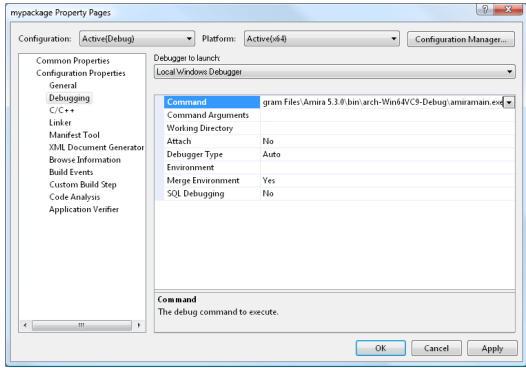 mypackage Property Pages
Configuration: Active(Debug) Platform: Active(x64) Configuration Manager...
Common Properties
Configuration Properties
General
Debugging
C/C++
Linker
Manifest Tool
XML Document Generator
Browse Information
Build Events
Custom Build Step
Code Analysis
Application Verifier
Debugger to launch:
Local Windows Debugger
Command gram Files\Amira 5.3.0\bin\arch-Win64VC9-Debug\amiramain.exe
Command Arguments
Working Directory
Attach No
Debugger Type Auto
Environment
Merge Environment Yes
SQL Debugging No
Command
The debug command to execute.
OK Cancel Apply